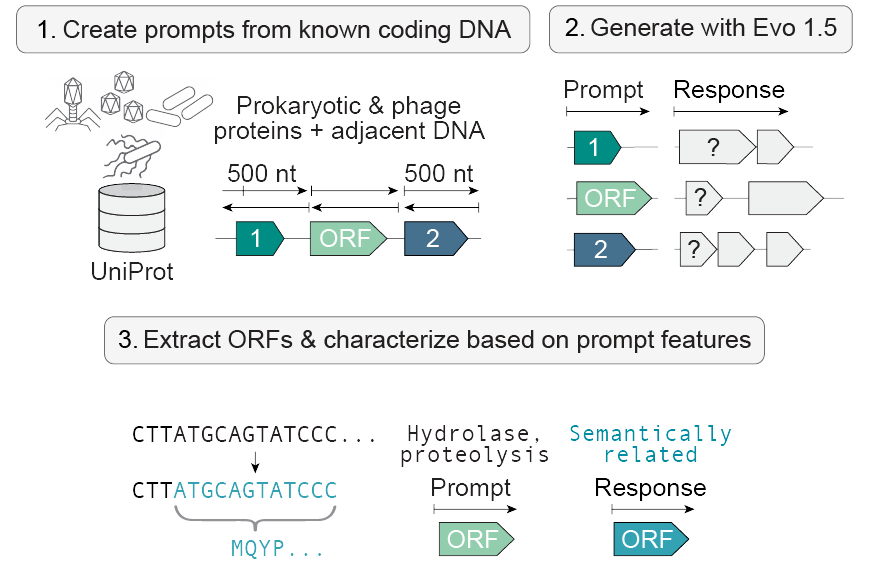 1. Create prompts from known coding DNA
2. Generate with Evo 1.5
Prokaryotic & phage
proteins + adjacent DNA
500 nt
500 nt
1
ORF
2
UniProt
Prompt
Response
1
?
ORF
?
2
?
3. Extract ORFs & characterize based on prompt features
CTTATGCAGTATCCC...
CTTATGCAGTATCCC
MQYP...
Hydrolase,
proteolysis
Prompt
ORF
Semantically
related
Response
ORF